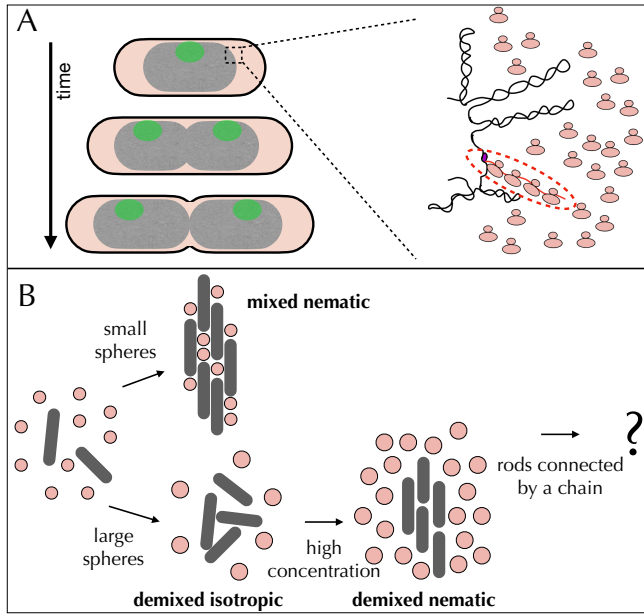 A
time
B
mixed nematic
small
spheres
large
spheres
demixed isotropic
high
concentration
demixed nematic
rods connected
by a chain
?